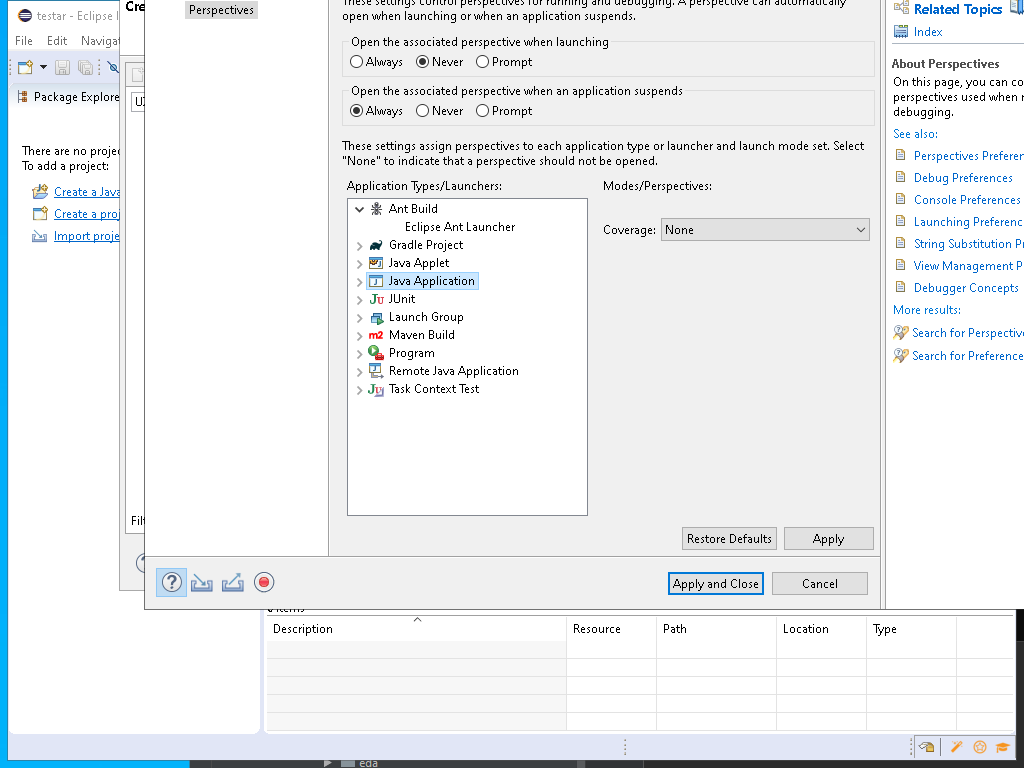 testar - Eclipse I
File Edit Navigat
Package Explore
There are no projec
To add a project:
Create a Java
Create a proj
Import proje
Cre
Filt
Perspectives
These settings control perspectives for running and debugging. A perspective can automatically
open when launching or when an application suspends.
Open the associated perspective when launching
Always Never Prompt
Open the associated perspective when an application suspends
Always Never Prompt
These settings assign perspectives to each application type or launcher and launch mode set. Select
"None" to indicate that a perspective should not be opened.
Application Types/Launchers:
Modes/Perspectives:
Ant Build
Eclipse Ant Launcher
Gradle Project
Java Applet
Java Application
JUnit
Launch Group
Maven Build
Program
Remote Java Application
Task Context Test
Coverage: None
Restore Defaults Apply
Apply and Close Cancel
Related Topics
Index
About Perspectives
On this page, you can co
perspectives used when r
debugging.
See also:
Perspectives Preferen
Debug Preferences
Console Preferences
Launching Preferenc
String Substitution Pr
View Management P
Debugger Concepts
More results:
Search for Perspective
Search for Preference
items
Description Resource Path Location Type
eda